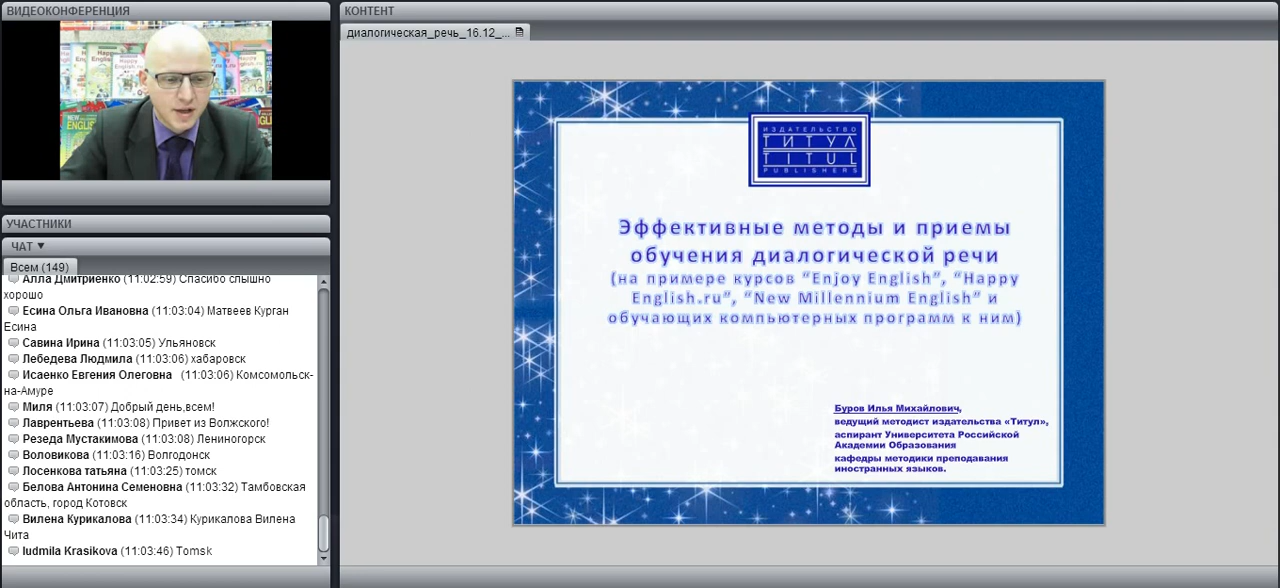 ВИДЕОКОНФЕРЕНЦИЯ
Happy English.ru
NEW
ENGLI
УЧАСТНИКИ
ЧАТ ▼
Всем (149)
Алла Дмитриенко (11:02:59) Спасибо слышно
хорошо
Есина Ольга Ивановна (11:03:04) Матвеев Курган
Есина
Савина Ирина (11:03:05) Ульяновск
Лебедева Людмила (11:03:06) хабаровск
Исаенко Евгения Олеговна (11:03:06) Комсомольск-
на-Амуре
Миля (11:03:07) Добрый день,всем!
Лаврентьева (11:03:08) Привет из Волжского!
Резеда Мустакимова (11:03:08) Лениногорск
Воловикова (11:03:16) Волгодонск
Лосенкова татьяна (11:03:25) томск
Белова Антонина Семеновна (11:03:32) Тамбовская
область, город Котовск
Вилена Курикалова (11:03:34) Курикалова Вилена
Чита
ludmila Krasikova (11:03:46) Tomsk
КОНТЕНТ
диалогическая_речь_16.12_...
ИЗДАТЕЛЬСТВО
ТИТУЛ
TITUL
PUBLISHERS
Эффективные методы и приемы
обучения диалогической речи
(на примере курсов “Enjoy English”, “Happy
English.ru”, “New Millennium English” и
обучающих компьютерных программ к ним)
Буров Илья Михайлович,
ведущий методист издательства «Титул»,
аспирант Университета Российской
Академии Образования
кафедры методики преподавания
иностранных языков.